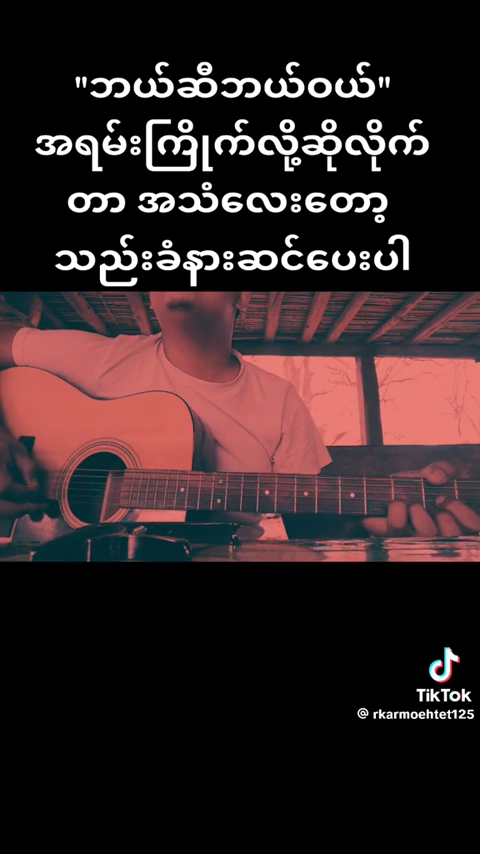 "ဘယ်ဆီဘယ်ဝယ်"
အရမ်းကြိုက်လို့ဆိုလိုက်
တာ အသံလေးတော့
သည်းခံနားဆင်ပေးပါ
TikTok
@ rkarmoehtet125